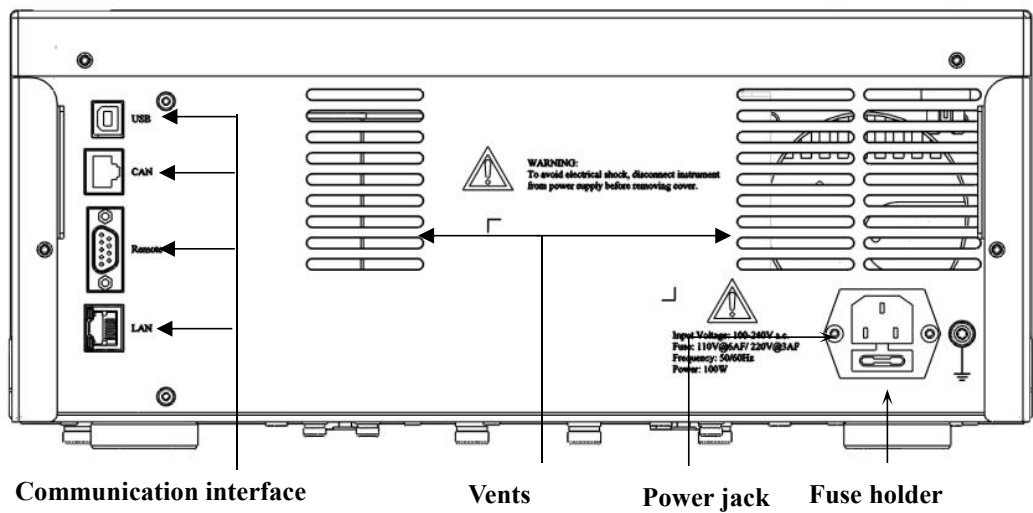 USB
CAN
WARNING:
To avoid electrical shock, disconnect instrument
from power supply before removing cover.
Remote
LAN
Input Voltage: 100-240V a.c.
Fuse: 110V@6AF/ 220V@3AF
Frequency: 50/60Hz
Power: 100W
Communication interface
Vents
Power jack
Fuse holder